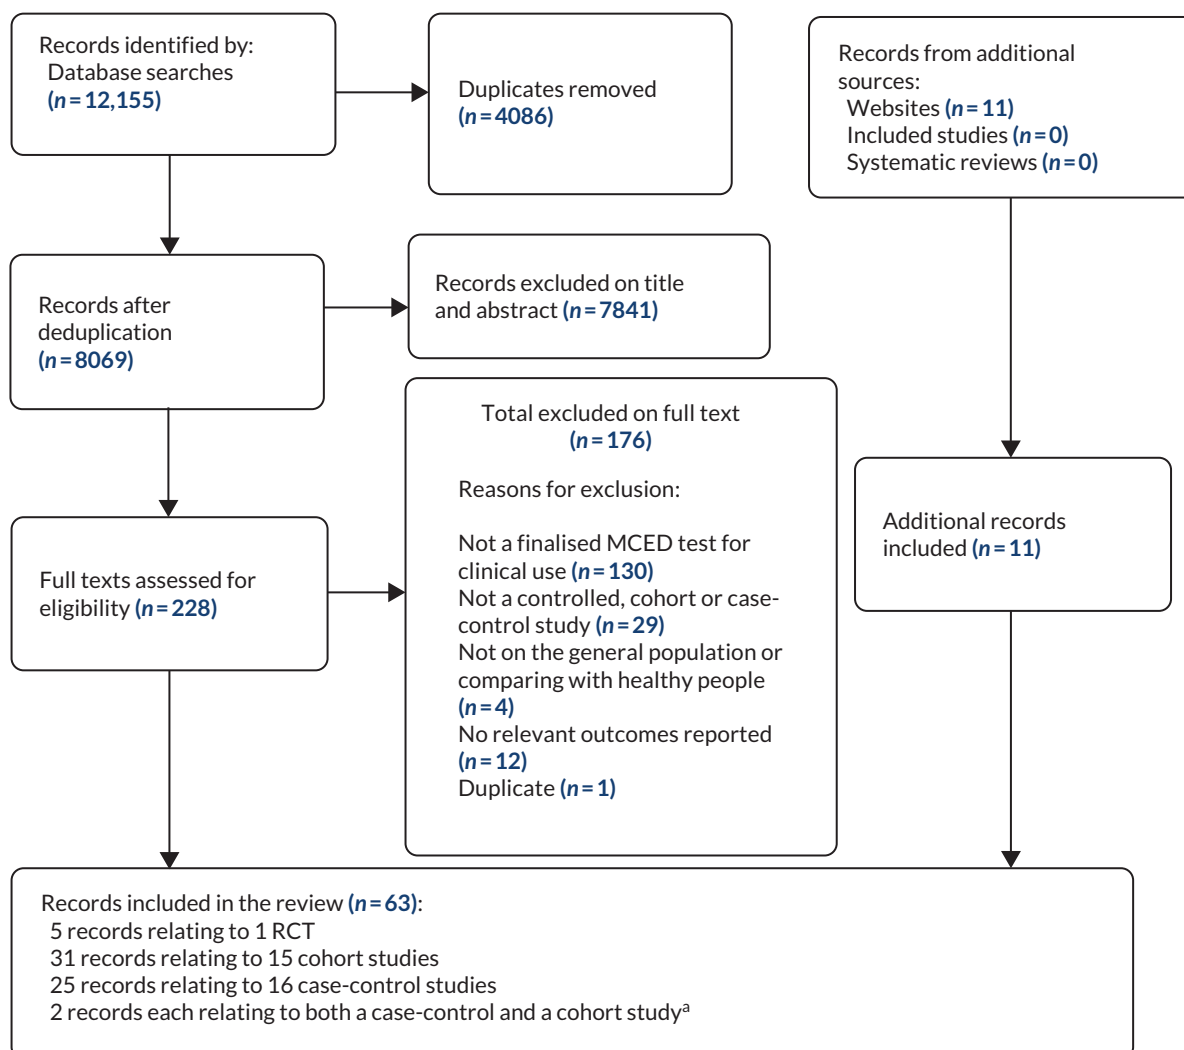 Records identified by:
Database searches
(n = 12,155)
Duplicates removed
(n = 4086)
Records from additional
sources:
Websites (n = 11)
Included studies (n = 0)
Systematic reviews (n = 0)
Records after
deduplication
(n = 8069)
Records excluded on title
and abstract (n = 7841)
Full texts assessed for
eligibility (n = 228)
Total excluded on full text
(n = 176)
Reasons for exclusion:
Not a finalised MCED test for
clinical use (n = 130)
Not a controlled, cohort or case-
control study (n = 29)
Not on the general population or
comparing with healthy people
(n = 4)
No relevant outcomes reported
(n = 12)
Duplicate (n = 1)
Additional records
included (n = 11)
Records included in the review (n = 63):
5 records relating to 1 RCT
31 records relating to 15 cohort studies
25 records relating to 16 case-control studies
2 records each relating to both a case-control and a cohort studyᵃ